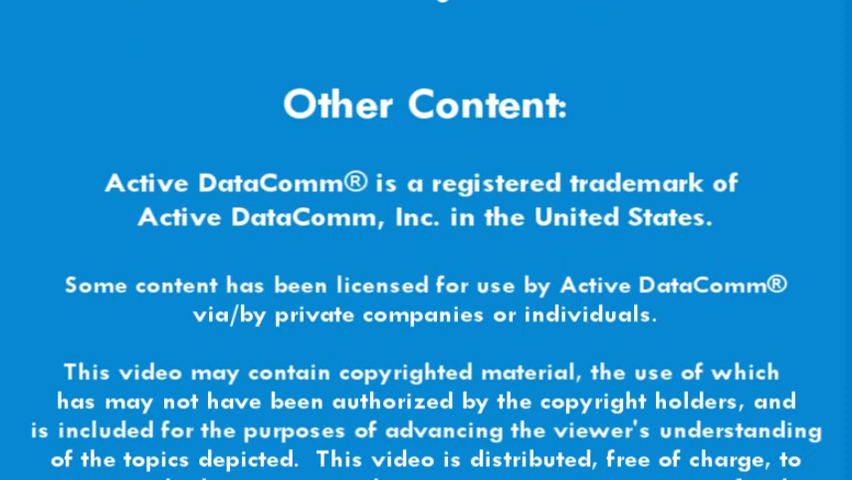 Other Content:
Active DataComm® is a registered trademark of
Active DataComm, Inc. in the United States.
Some content has been licensed for use by Active DataComm®
via/by private companies or individuals.
This video may contain copyrighted material, the use of which
has may not have been authorized by the copyright holders, and
is included for the purposes of advancing the viewer's understanding
of the topics depicted. This video is distributed, free of charge, to